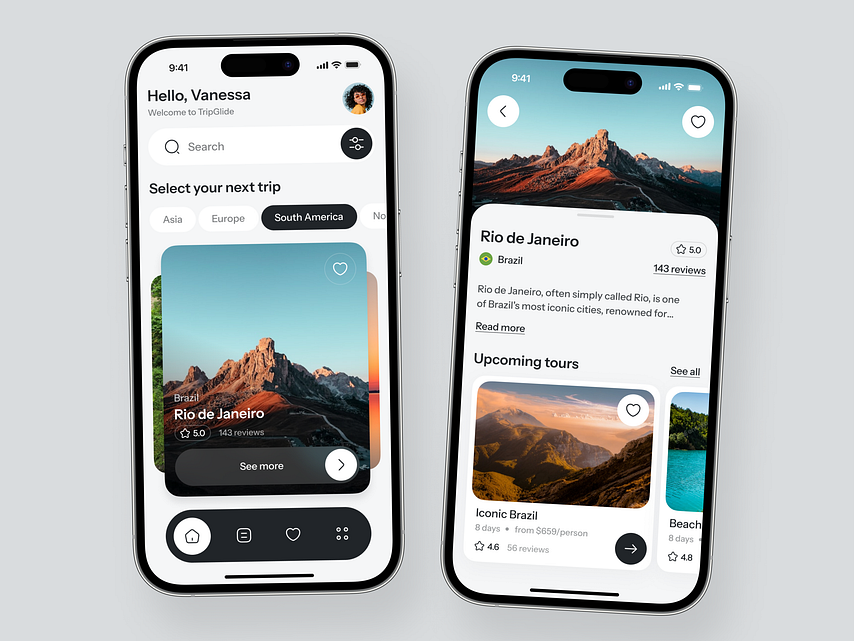 9:41
Hello, Vanessa
Welcome to TripGlide
Search
Select your next trip
Asia
Europe
South America
No
Brazil
Rio de Janeiro
5.0
143 reviews
See more
9:41
Rio de Janeiro
5.0
Brazil
143 reviews
Rio de Janeiro, often simply called Rio, is one
of Brazil's most iconic cities, renowned for...
Read more
Upcoming tours
See all
Iconic Brazil
8 days • from $659/person
4.6
56 reviews
Beach
8 days •
4.8